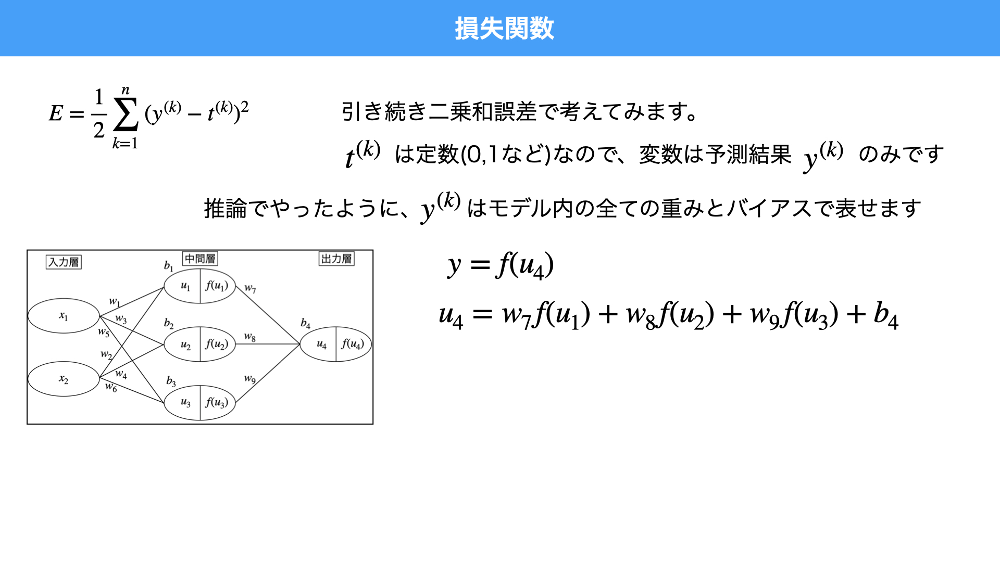 損失関数
E = 1/2 Σ_{k=1}^{n} (y^{(k)} − t^{(k)})^2
引き続き二乗和誤差で考えてみます。
t^{(k)} は定数(0,1など)なので、変数は予測結果 y^{(k)} のみです
推論でやったように、y^{(k)} はモデル内の全ての重みとバイアスで表せます
y = f(u_4)
u_4 = w_7f(u_1) + w_8f(u_2) + w_9f(u_3) + b_4
入力層
中間層
出力層
b_1
u_1 f(u_1)
w_7
w_1
x_1
w_3
w_5
b_2
u_2 f(u_2)
w_8
b_4
u_4 f(u_4)
w_2
w_4
x_2
w_6
b_3
w_9
u_3 f(u_3)